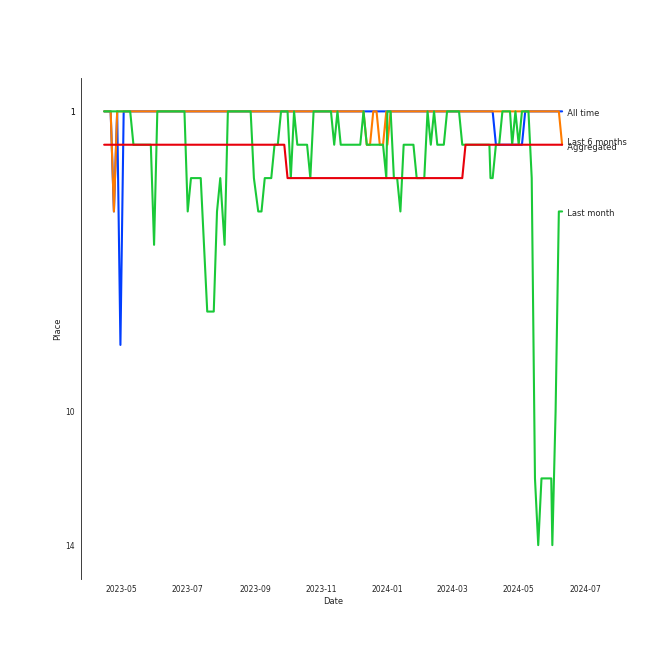 1
All time
Last 6 months
Aggregated
Last month
Place
10
14
2023-05 2023-07 2023-09 2023-11 2024-01 2024-03 2024-05 2024-07
Date